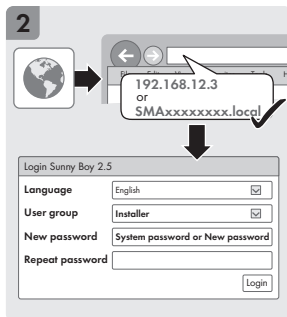 2
192.168.12.3
or
SMAxxxxxxxx.local
Login Sunny Boy 2.5
Language English
User group Installer
New password System password or New password
Repeat password
Login